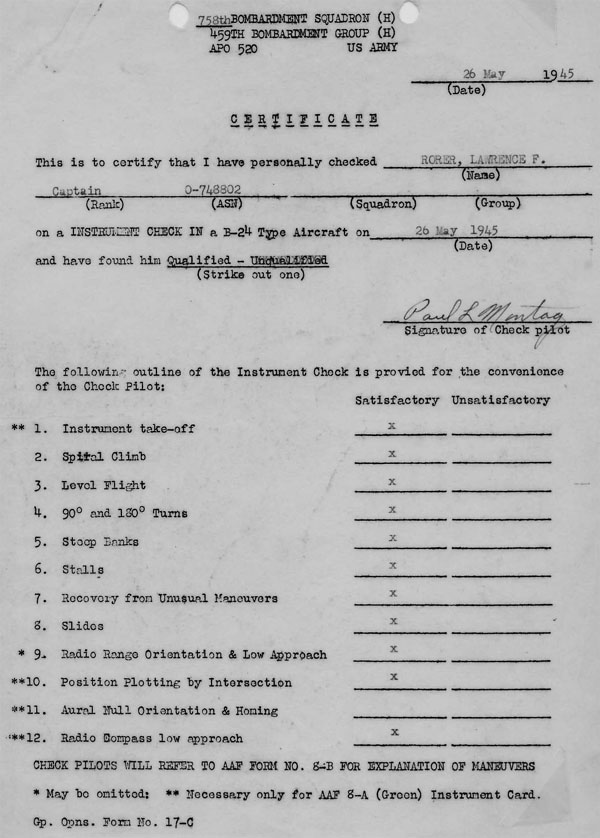 758th BOMBARDMENT SQUADRON (H)
459TH BOMBARDMENT GROUP (H)
APO 520 US ARMY
26 May 1945
(Date)
CERTIFICATE
This is to certify that I have personally checked RORER, LAWRENCE F.
(Name)
Captain 0-748802
(Rank) (ASN) (Squadron) (Group)
on a INSTRUMENT CHECK IN a B-24 Type Aircraft on 26 May 1945
(Date)
and have found him Qualified - Unqualified
(Strike out one)
Paul L Montag
Signature of Check pilot
The following outline of the Instrument Check is provied for the convenience
of the Check Pilot:
Satisfactory Unsatisfactory
** 1. Instrument take-off x
2. Spiral Climb x
3. Level Flight x
4. 90° and 180° Turns x
5. Steep Banks x
6. Stalls x
7. Recovery from Unusual Maneuvers x
8. Slides x
* 9. Radio Range Orientation & Low Approach x
**10. Position Plotting by Intersection x
**11. Aural Null Orientation & Homing
**12. Radio Compass low approach x
CHECK PILOTS WILL REFER TO AAF FORM NO. 8-B FOR EXPLANATION OF MANEUVERS
* May be omitted: ** Necessary only for AAF 8-A (Green) Instrument Card.
Gp. Opns. Form No. 17-C